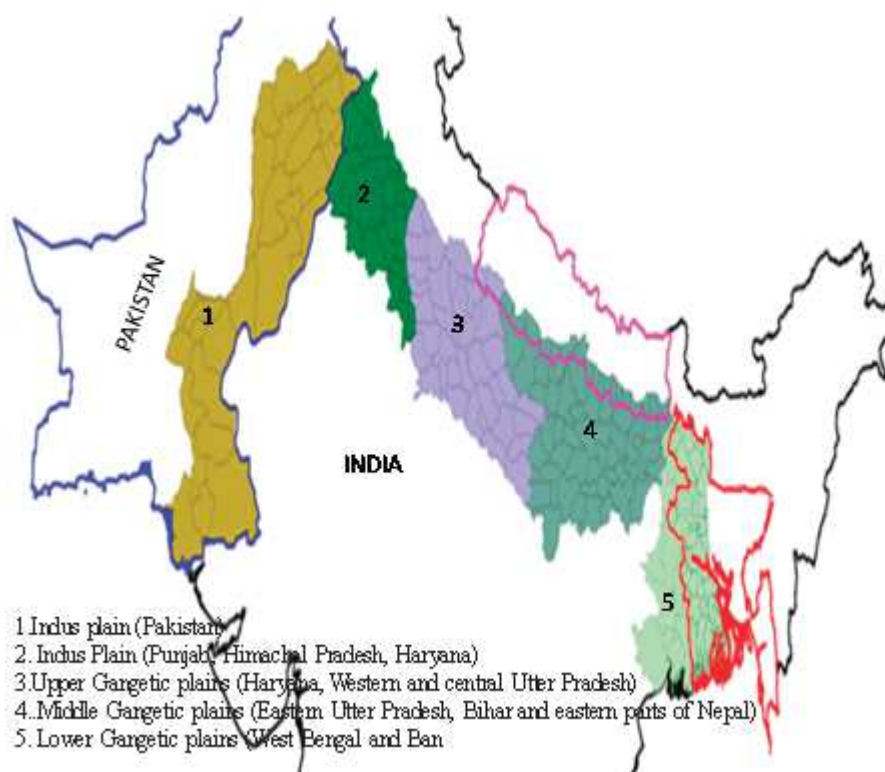 1
2
3
4
5
PAKISTAN
INDIA
1.Indus plain (Pakistan)
2. Indus Plain (Punjab, Himachal Pradesh, Haryana)
3.Upper Gangetic plains (Haryana, Western and central Utter Pradesh)
4..Middle Gangetic plains (Eastern Utter Pradesh, Bihar and eastern parts of Nepal)
5. Lower Gangetic plains (West Bengal and Ban